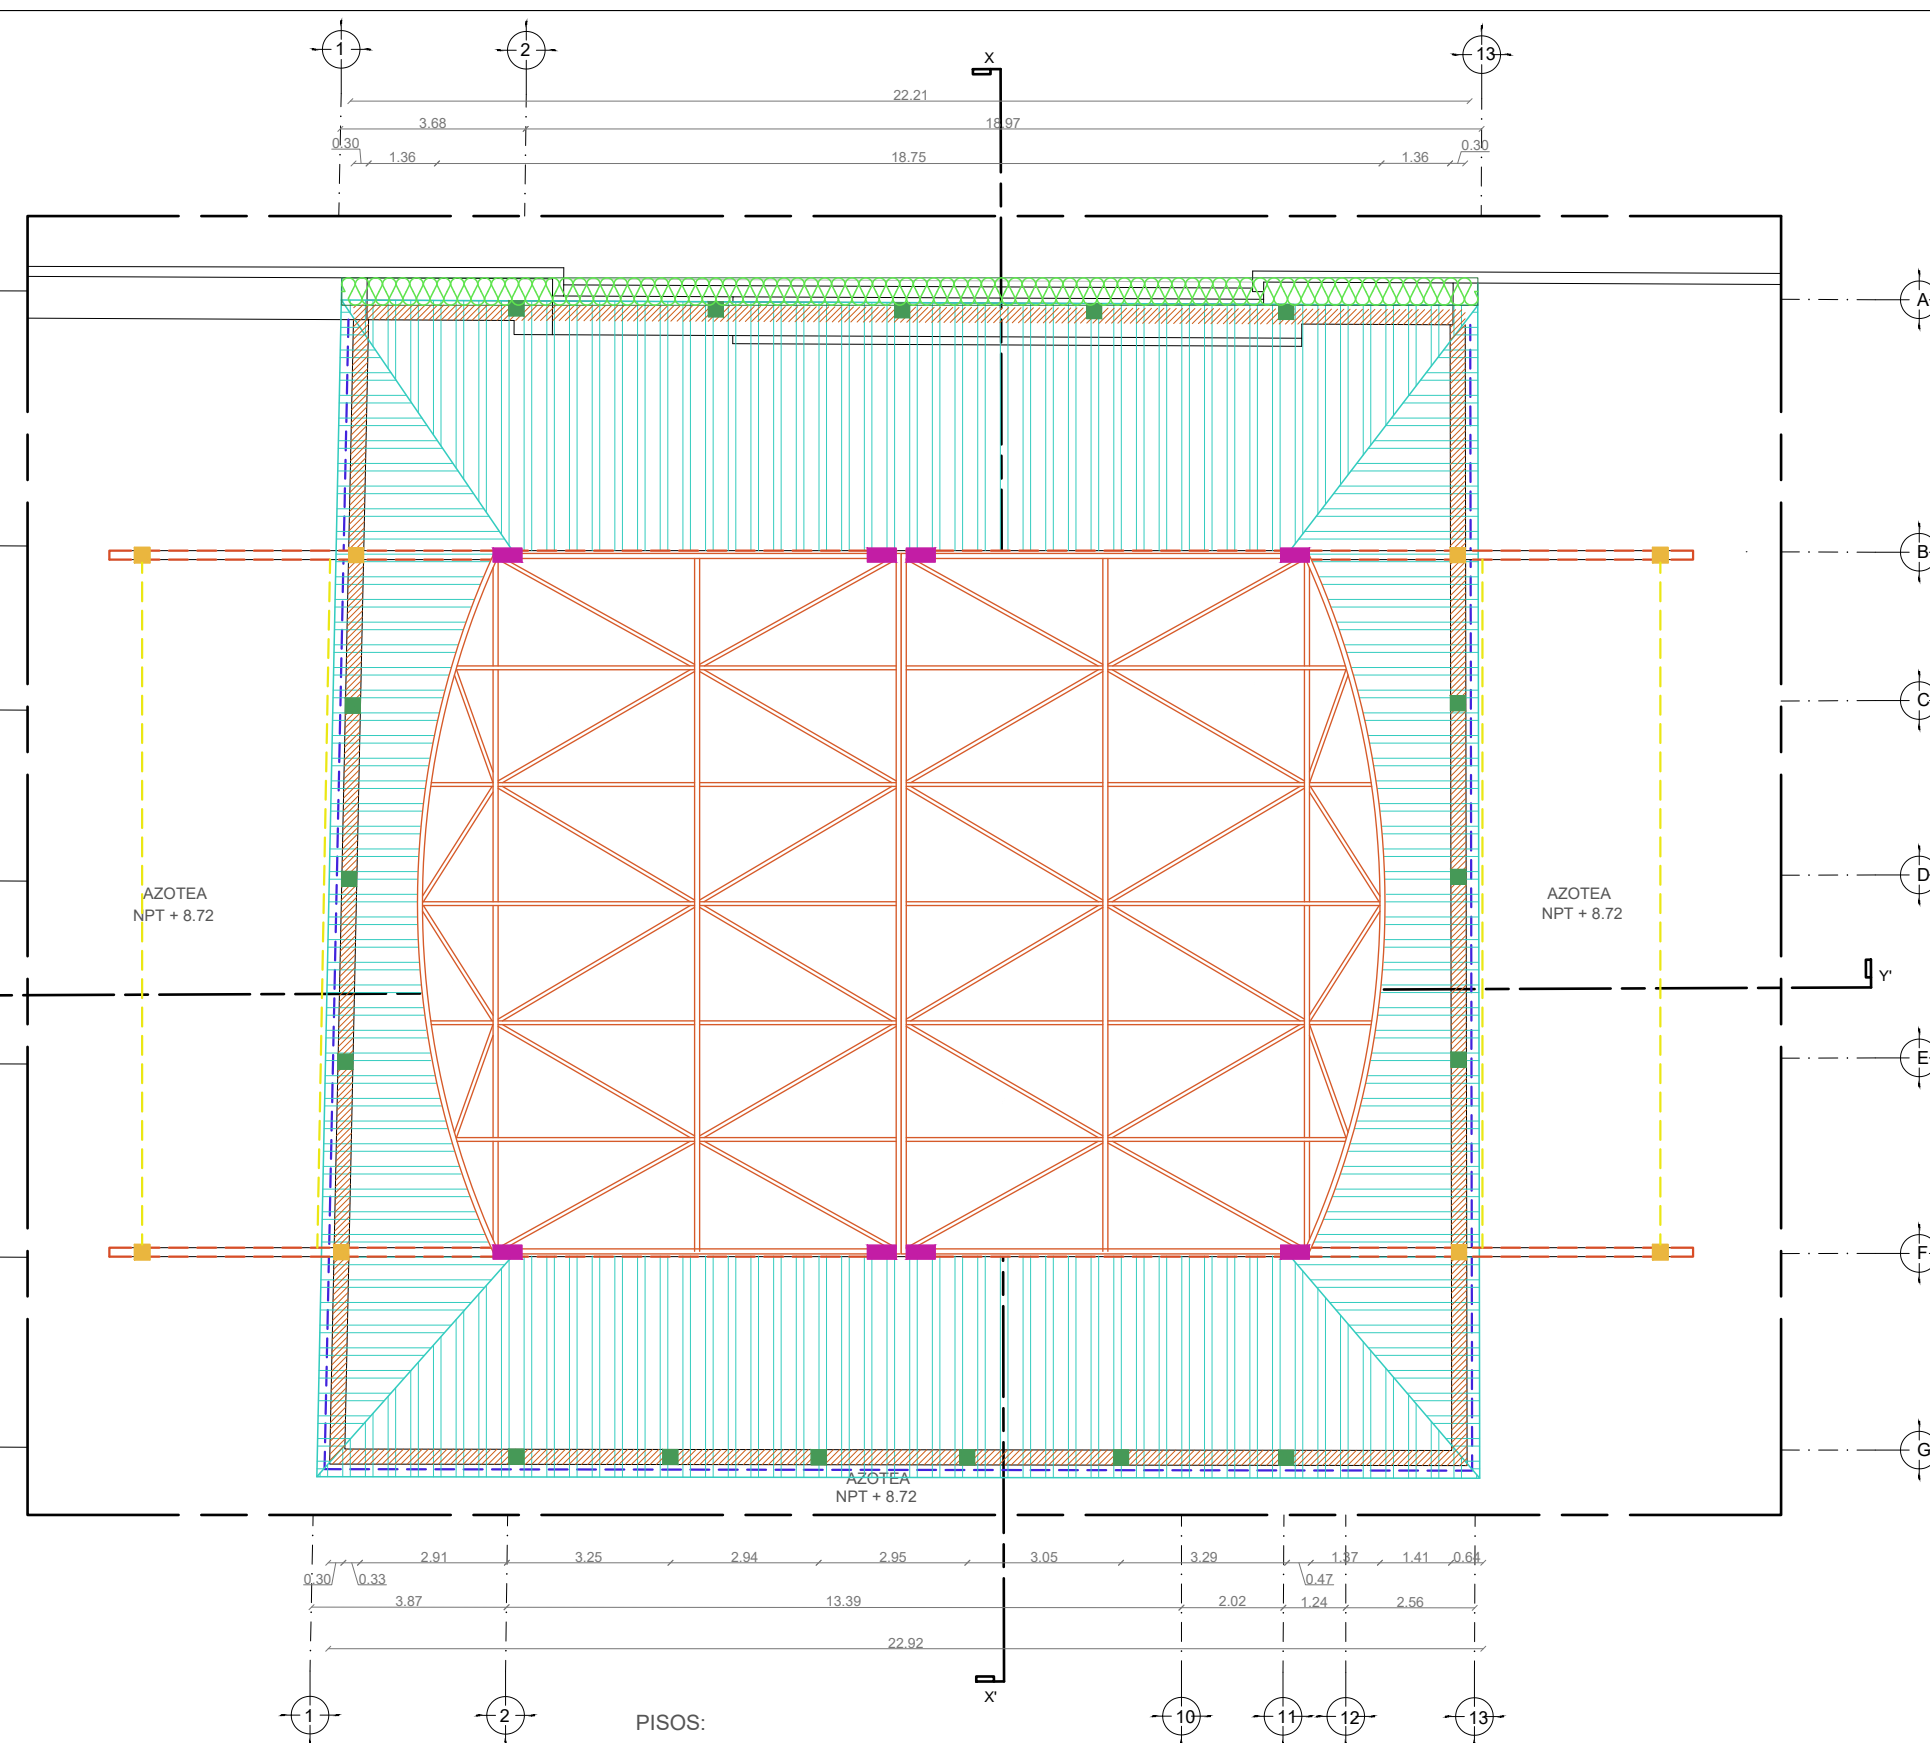 1
2
13
X
22.21
3.68
18.97
0.30
1.36
18.75
1.36
0.30
A
B
C
AZOTEA
NPT + 8.72
AZOTEA
NPT + 8.72
D
Y'
E
F
G
AZOTEA
NPT + 8.72
2.91
3.25
2.94
2.95
3.05
3.29
1.37
1.41
0.64
0.30
0.33
0.47
3.87
13.39
2.02
1.24
2.56
22.92
X'
1
2
10
11
12
13
PISOS: